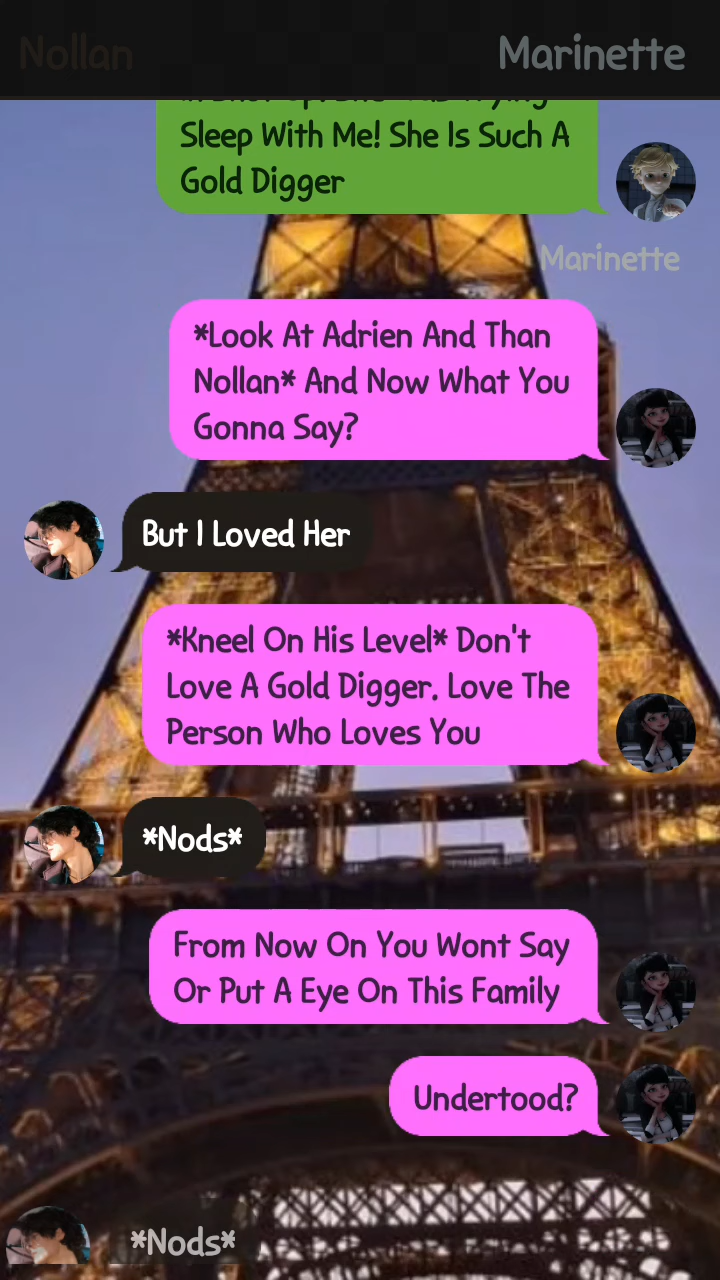 Nollan
Marinette
Sleep With Me! She Is Such A
Gold Digger
Marinette
*Look At Adrien And Than
Nollan* And Now What You
Gonna Say?
But I Loved Her
*Kneel On His Level* Don't
Love A Gold Digger. Love The
Person Who Loves You
*Nods*
From Now On You Wont Say
Or Put A Eye On This Family
Undertood?
*Nods*